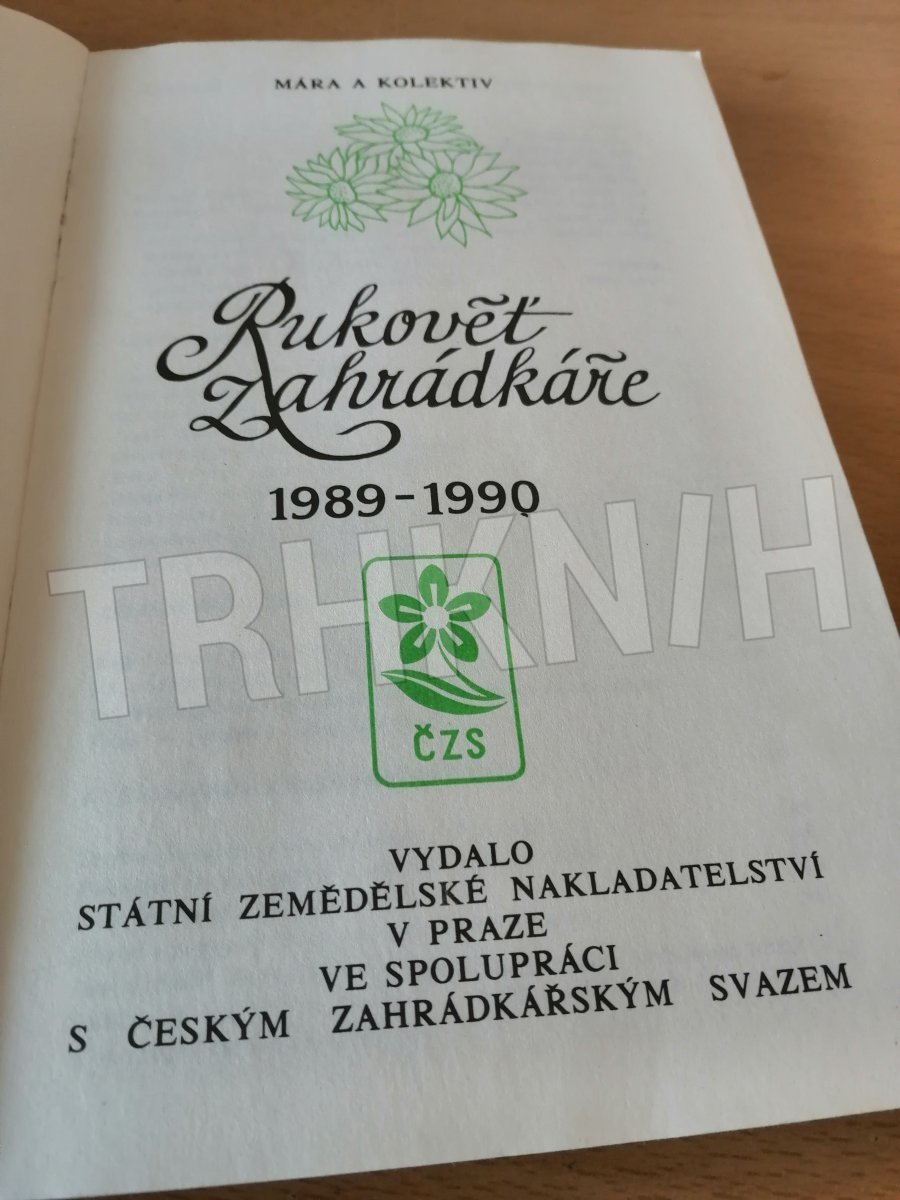 MÁRA A KOLEKTIV
Rukověť
Zahrádkáře
1989-1990
TRHKNIH
ČZS
VYDALO
STÁTNÍ ZEMĚDĚLSKÉ NAKLADATELSTVÍ
V PRAZE
VE SPOLUPRÁCI
S ČESKÝM ZAHRÁDKÁŘSKÝM SVAZEM